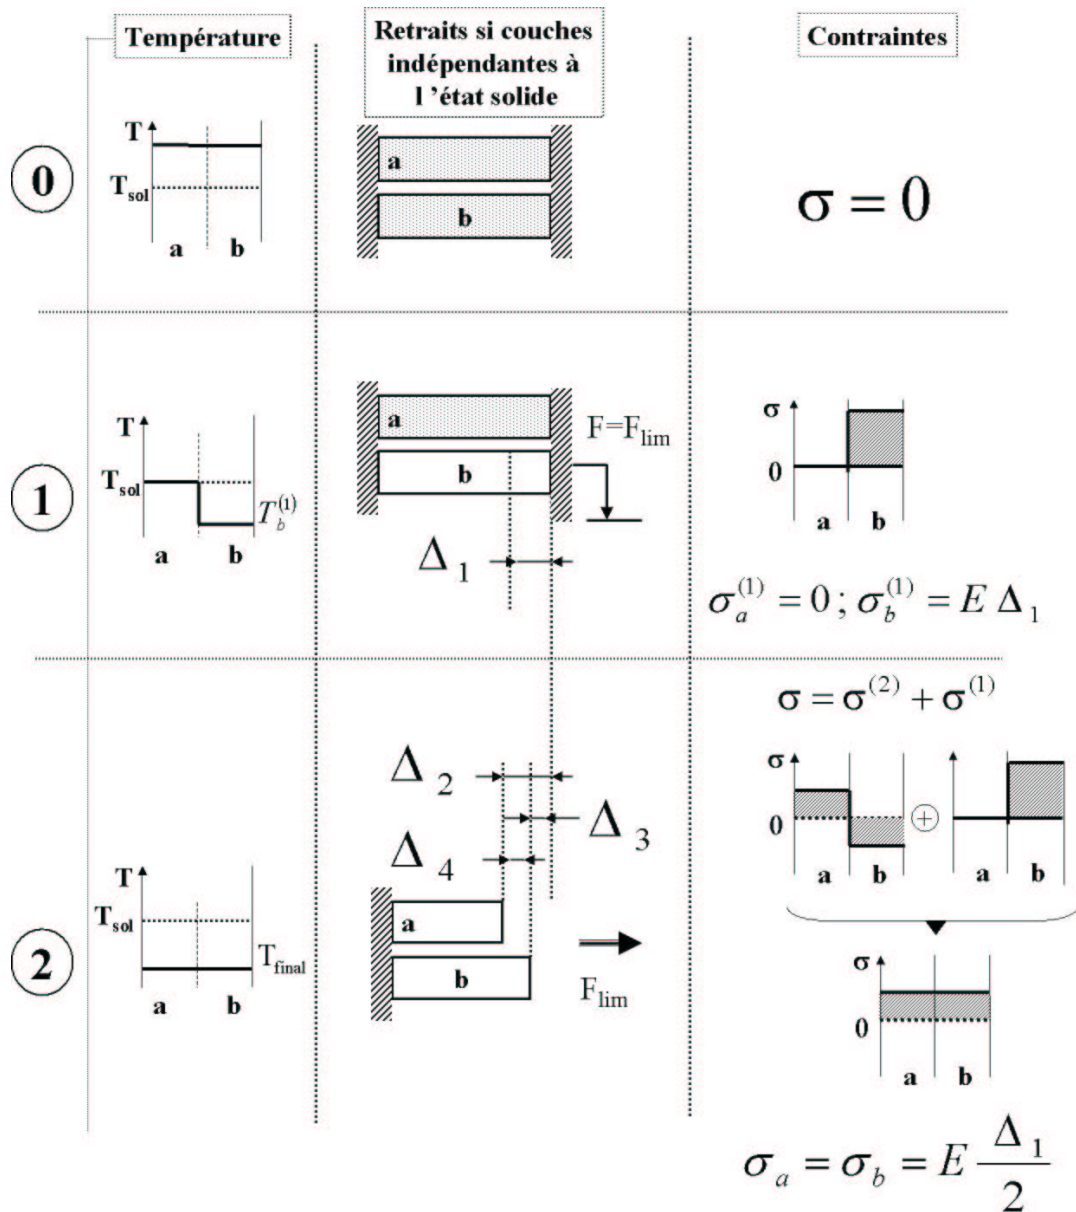 Température
Retraits si couches
indépendantes à
l ’état solide
Contraintes
0
T
T_sol
a b
a
b
σ = 0
1
T
T_sol
T_b^(1)
a b
a
b
F=F_lim
Δ_1
σ
0
a b
σ_a^(1) = 0 ; σ_b^(1) = E Δ_1
2
T
T_sol
T_final
a b
Δ_2
Δ_3
Δ_4
a
b
F_lim
σ = σ^(2) + σ^(1)
σ
0
a b
+
a b
σ
0
a b
σ_a = σ_b = E Δ_1/2